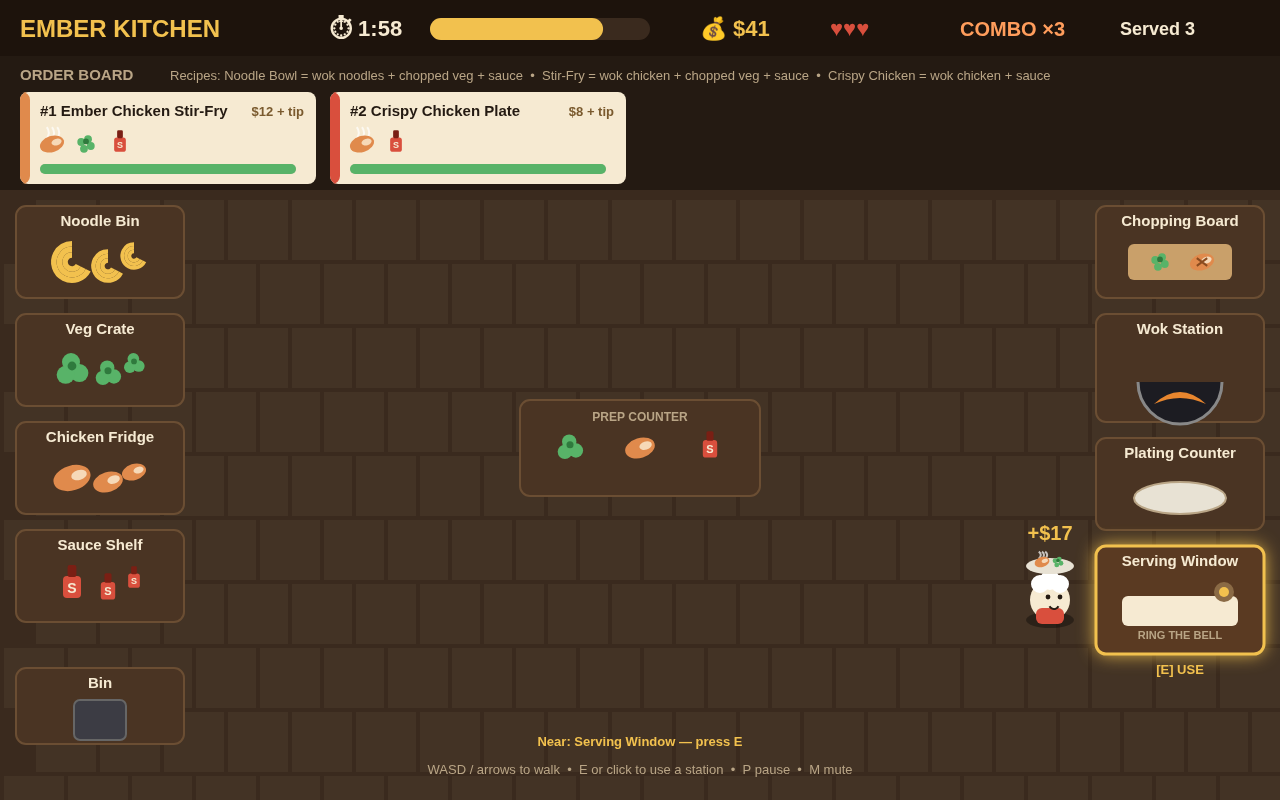 EMBER KITCHEN
1:58
$41
COMBO ×3
Served 3
ORDER BOARD
Recipes: Noodle Bowl = wok noodles + chopped veg + sauce • Stir-Fry = wok chicken + chopped veg + sauce • Crispy Chicken = wok chicken + sauce
#1 Ember Chicken Stir-Fry $12 + tip
S
#2 Crispy Chicken Plate $8 + tip
S
Noodle Bin
Chopping Board
Veg Crate
Wok Station
PREP COUNTER
S
Chicken Fridge
Plating Counter
Sauce Shelf
S S S
+$17
Serving Window
RING THE BELL
[E] USE
Bin
Near: Serving Window — press E
WASD / arrows to walk • E or click to use a station • P pause • M mute